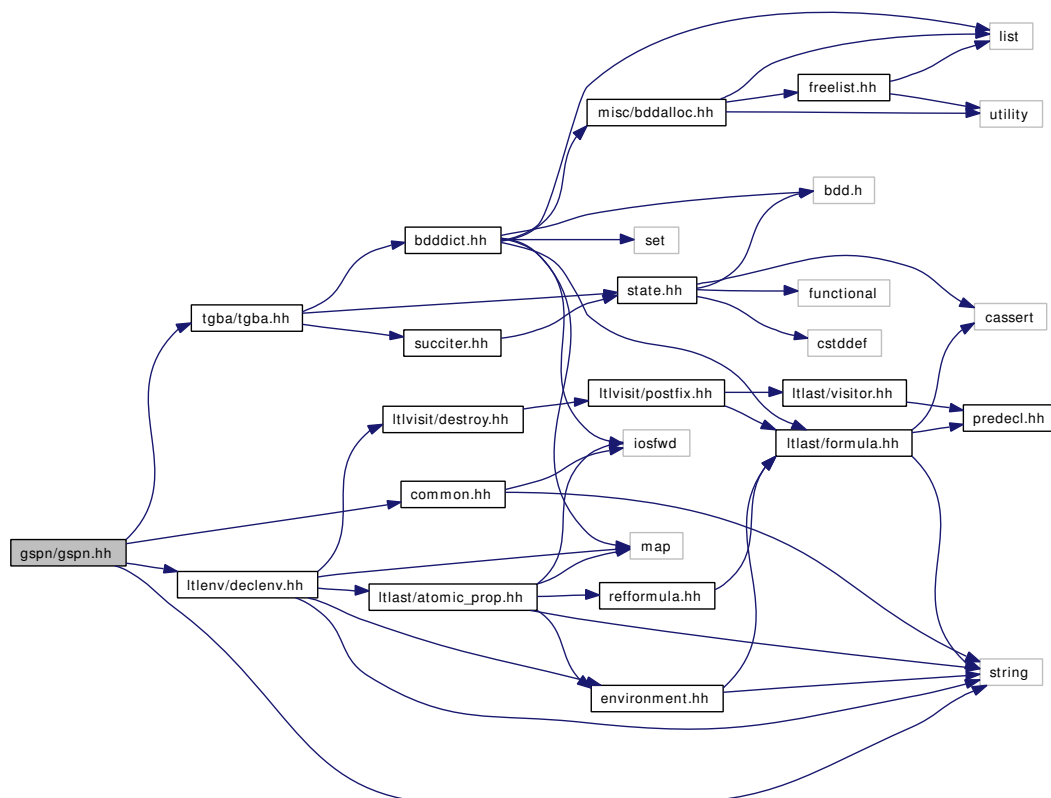 list
freelist.hh
misc/bddalloc.hh
utility
bdd.h
bdddict.hh
set
state.hh
functional
tgba/tgba.hh
cassert
succiter.hh
cstddef
ltlvisit/postfix.hh
ltlast/visitor.hh
ltlvisit/destroy.hh
predecl.hh
iosfwd
ltlast/formula.hh
common.hh
map
gspn/gspn.hh
ltlenv/declenv.hh
ltlast/atomic_prop.hh
refformula.hh
string
environment.hh